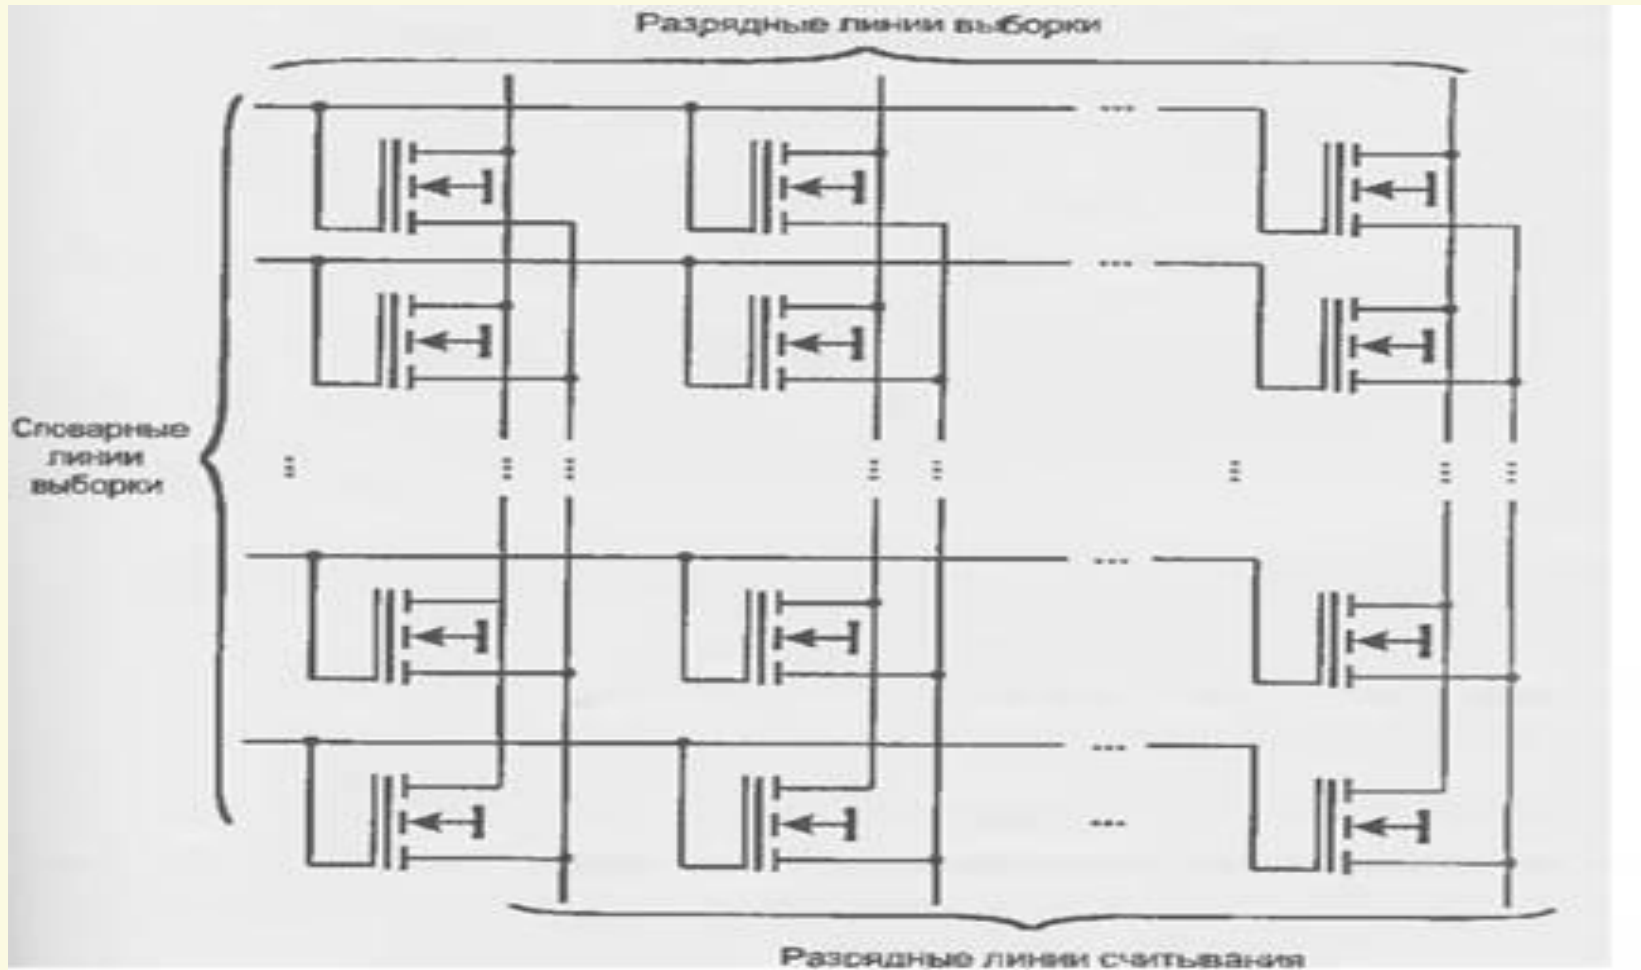 Разрядные линии выборки
Словарные
линии
выборки
Разрядные линии считывания